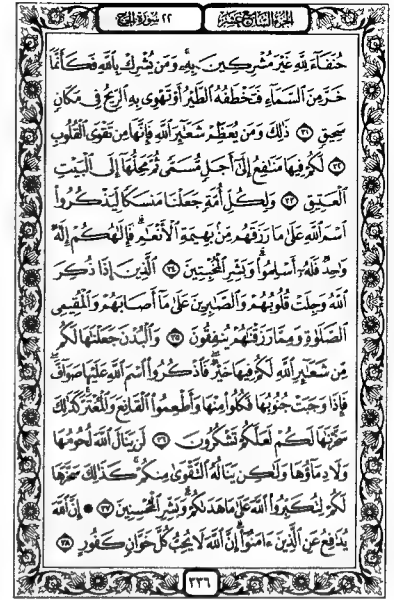 الجزء السابع عشر
٢٢ سورة الحج
حُنَفَآءَ لِلَّهِ غَيْرَ مُشْرِكِينَ بِهِۦۚ وَمَن يُشْرِكْ بِٱللَّهِ فَكَأَنَّمَا
خَرَّ مِنَ ٱلسَّمَآءِ فَتَخْطَفُهُ ٱلطَّيْرُ أَوْ تَهْوِى بِهِ ٱلرِّيحُ فِى مَكَانٍ
سَحِيقٍ ٣١ ذَٰلِكَ وَمَن يُعَظِّمْ شَعَٰٓئِرَ ٱللَّهِ فَإِنَّهَا مِن تَقْوَى ٱلْقُلُوبِ
٣٢ لَكُمْ فِيهَا مَنَٰفِعُ إِلَىٰٓ أَجَلٍ مُّسَمًّى ثُمَّ مَحِلُّهَآ إِلَى ٱلْبَيْتِ
ٱلْعَتِيقِ ٣٣ وَلِكُلِّ أُمَّةٍ جَعَلْنَا مَنسَكًا لِّيَذْكُرُوا۟
ٱسْمَ ٱللَّهِ عَلَىٰ مَا رَزَقَهُم مِّنۢ بَهِيمَةِ ٱلْأَنْعَٰمِۗ فَإِلَٰهُكُمْ إِلَٰهٌ
وَٰحِدٌ فَلَهُۥٓ أَسْلِمُوا۟ۗ وَبَشِّرِ ٱلْمُخْبِتِينَ ٣٤ ٱلَّذِينَ إِذَا ذُكِرَ
ٱللَّهُ وَجِلَتْ قُلُوبُهُمْ وَٱلصَّٰبِرِينَ عَلَىٰ مَآ أَصَابَهُمْ وَٱلْمُقِيمِى
ٱلصَّلَوٰةِ وَمِمَّا رَزَقْنَٰهُمْ يُنفِقُونَ ٣٥ وَٱلْبُدْنَ جَعَلْنَٰهَا لَكُم
مِّن شَعَٰٓئِرِ ٱللَّهِ لَكُمْ فِيهَا خَيْرٌۖ فَٱذْكُرُوا۟ ٱسْمَ ٱللَّهِ عَلَيْهَا صَوَآفَّۖ
فَإِذَا وَجَبَتْ جُنُوبُهَا فَكُلُوا۟ مِنْهَا وَأَطْعِمُوا۟ ٱلْقَانِعَ وَٱلْمُعْتَرَّۚ كَذَٰلِكَ
سَخَّرْنَٰهَا لَكُمْ لَعَلَّكُمْ تَشْكُرُونَ ٣٦ لَن يَنَالَ ٱللَّهَ لُحُومُهَا
وَلَا دِمَآؤُهَا وَلَٰكِن يَنَالُهُ ٱلتَّقْوَىٰ مِنكُمْۚ كَذَٰلِكَ سَخَّرَهَا
لَكُمْ لِتُكَبِّرُوا۟ ٱللَّهَ عَلَىٰ مَا هَدَىٰكُمْۗ وَبَشِّرِ ٱلْمُحْسِنِينَ ٣٧ ۞ إِنَّ ٱللَّهَ
يُدَٰفِعُ عَنِ ٱلَّذِينَ ءَامَنُوٓا۟ۗ إِنَّ ٱللَّهَ لَا يُحِبُّ كُلَّ خَوَّانٍ كَفُورٍ ٣٨
٣٣٦